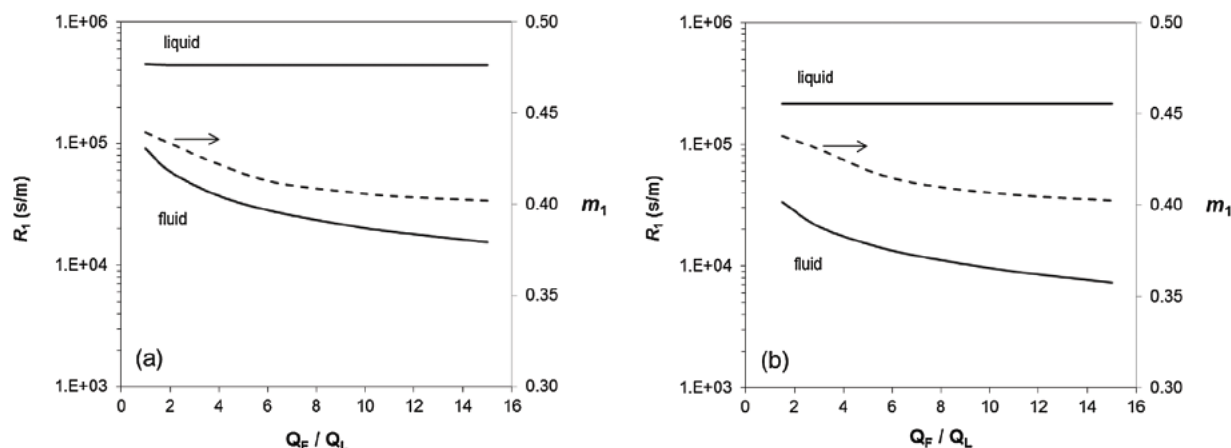 1.E+06
1.E+05
1.E+04
1.E+03
R1 (s/m)
liquid
fluid
(a)
0.50
0.45
0.40
0.35
0.30
m1
0 2 4 6 8 10 12 14 16
QF / QL
1.E+06
1.E+05
1.E+04
1.E+03
R1 (s/m)
liquid
fluid
(b)
0.50
0.45
0.40
0.35
0.30
m1
0 2 4 6 8 10 12 14 16
QF / QL